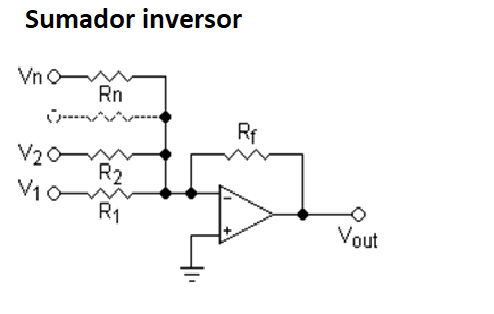 Sumador inversor
Vn
Rn
V2
R2
V1
R1
Rf
-
+
Vout